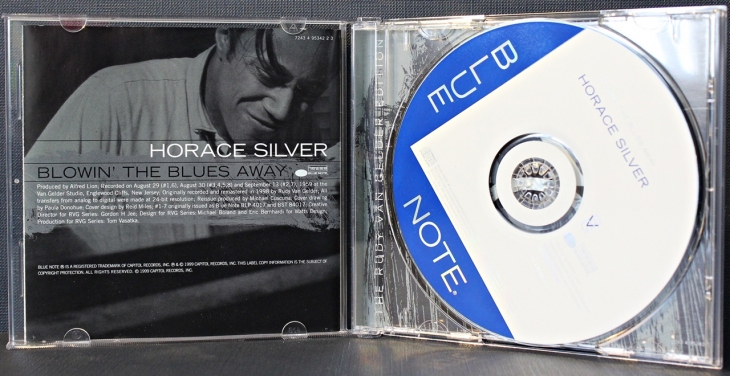 7243 4 95342 2 3
HORACE SILVER
BLOWIN' THE BLUES AWAY
Produced by Alfred Lion; Recorded on August 29 (#1,6), August 30 (#3,4,5,8) and September 13 (#2,7), 1959 at the
Van Gelder Studio, Englewood Cliffs, New Jersey; Originally recorded and remastered in 1998 by Rudy Van Gelder; All
transfers from analog to digital were made at 24-bit resolution; Reissue produced by Michael Cuscuna; Cover drawing
by Paula Donohue; Cover design by Reid Miles; #1-7 originally issued as Blue Note BLP 4017 and BST 84017; Creative
Director for RVG Series: Gordon H Jee; Design for RVG Series: Michael Boland and Eric Bernhardi for Matts Design;
Production for RVG Series: Tom Vasatka.
BLUE NOTE ® IS A REGISTERED TRADEMARK OF CAPITOL RECORDS, INC. ℗ & © 1999 CAPITOL RECORDS, INC. THIS LABEL COPY INFORMATION IS THE SUBJECT OF
COPYRIGHT PROTECTION. ALL RIGHTS RESERVED. © 1999 CAPITOL RECORDS, INC.
THE RUDY VAN GELDER EDITION
BLUE
NOTE®
HORACE SILVER